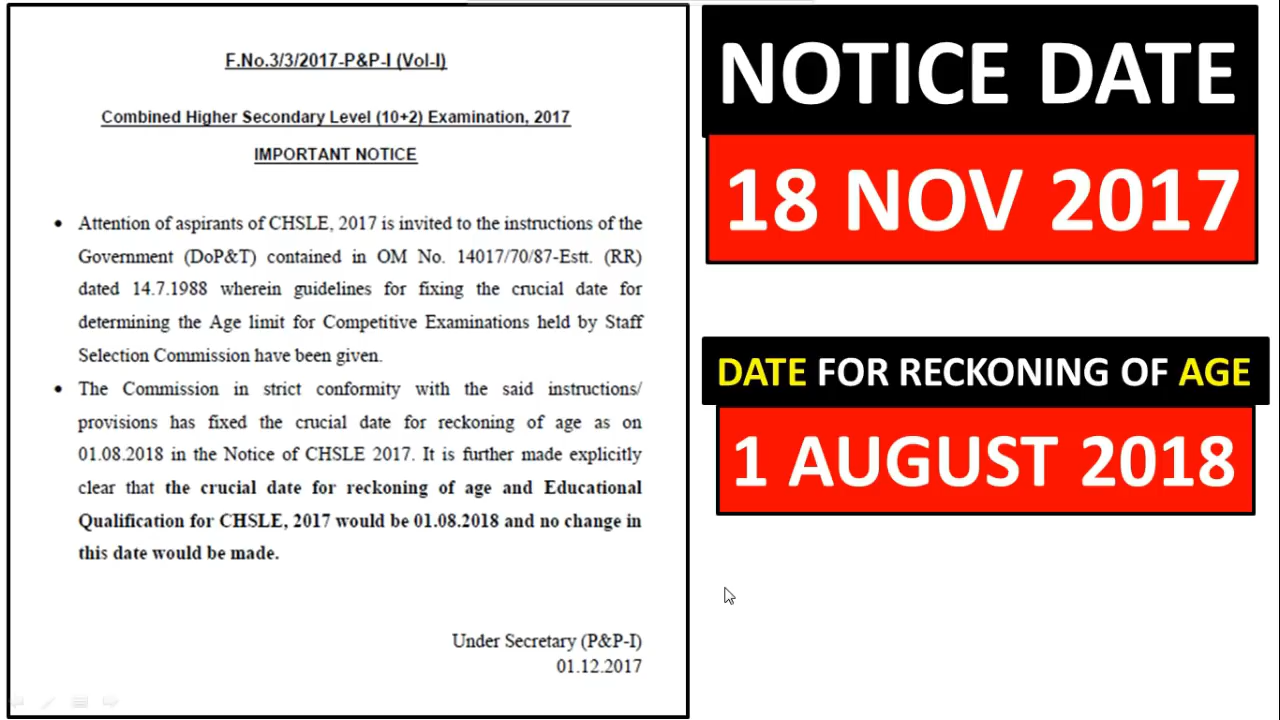 F.No.3/3/2017-P&P-I (Vol-I)
Combined Higher Secondary Level (10+2) Examination, 2017
IMPORTANT NOTICE
• Attention of aspirants of CHSLE, 2017 is invited to the instructions of the
Government (DoP&T) contained in OM No. 14017/70/87-Estt. (RR)
dated 14.7.1988 wherein guidelines for fixing the crucial date for
determining the Age limit for Competitive Examinations held by Staff
Selection Commission have been given.
• The Commission in strict conformity with the said instructions/
provisions has fixed the crucial date for reckoning of age as on
01.08.2018 in the Notice of CHSLE 2017. It is further made explicitly
clear that the crucial date for reckoning of age and Educational
Qualification for CHSLE, 2017 would be 01.08.2018 and no change in
this date would be made.
Under Secretary (P&P-I)
01.12.2017
NOTICE DATE
18 NOV 2017
DATE FOR RECKONING OF AGE
1 AUGUST 2018